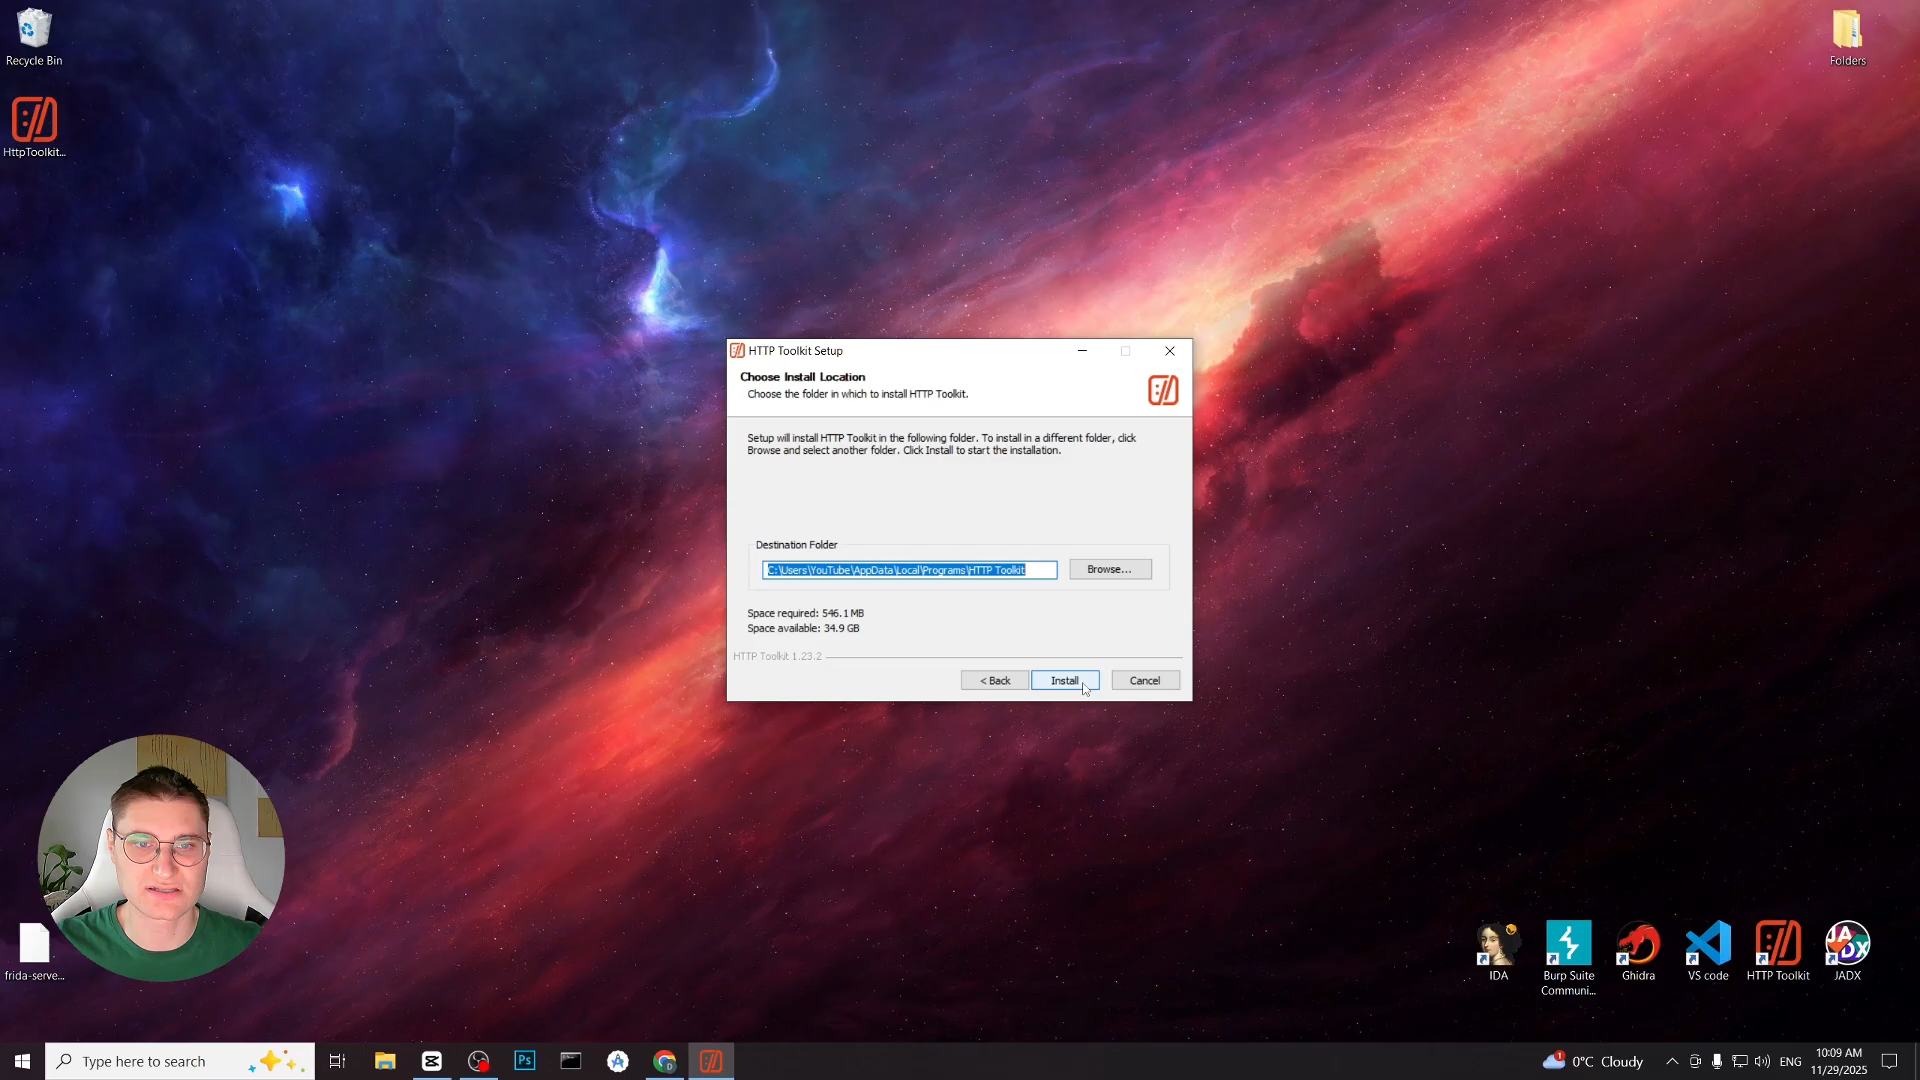 Recycle Bin
HttpToolkit...
Folders
HTTP Toolkit Setup
Choose Install Location
Choose the folder in which to install HTTP Toolkit.
Setup will install HTTP Toolkit in the following folder. To install in a different folder, click
Browse and select another folder. Click Install to start the installation.
Destination Folder
C:\Users\YouTube\AppData\Local\Programs\HTTP Toolkit
Browse...
Space required: 546.1 MB
Space available: 34.9 GB
HTTP Toolkit 1.23.2
< Back
Install
Cancel
frida-serve...
IDA
Burp Suite
Communi...
Ghidra
VS code
HTTP Toolkit
JA
DX
JADX
Type here to search
Ps
D
1
0°C Cloudy
ENG
10:09 AM
11/29/2025